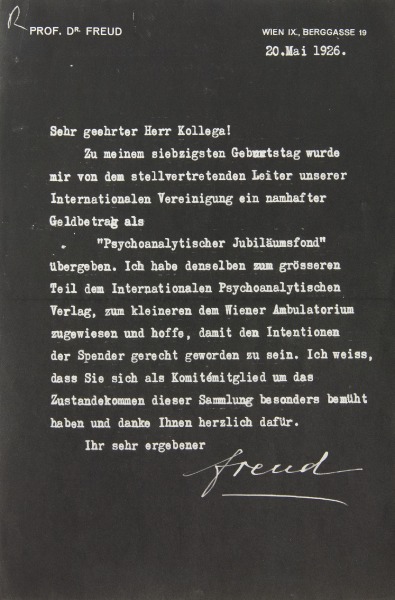 R
PROF. DR. FREUD
WIEN IX., BERGGASSE 19
20.Mai 1926.
Sehr geehrter Herr Kollega!
Zu meinem siebzigsten Geburtstag wurde
mir von dem stellvertretenden Leiter unserer
Internationalen Vereinigung ein namhafter
Geldbetrag als
"Psychoanalytischer Jubiläumsfond"
übergeben. Ich habe denselben zum grösseren
Teil dem Internationalen Psychoanalytischen
Verlag, zum kleineren dem Wiener Ambulatorium
zugewiesen und hoffe, damit den Intentionen
der Spender gerecht geworden zu sein. Ich weiss,
dass Sie sich als Komitémitglied um das
Zustandekommen dieser Sammlung besonders bemüht
haben und danke Ihnen herzlich dafür.
Ihr sehr ergebener
Freud